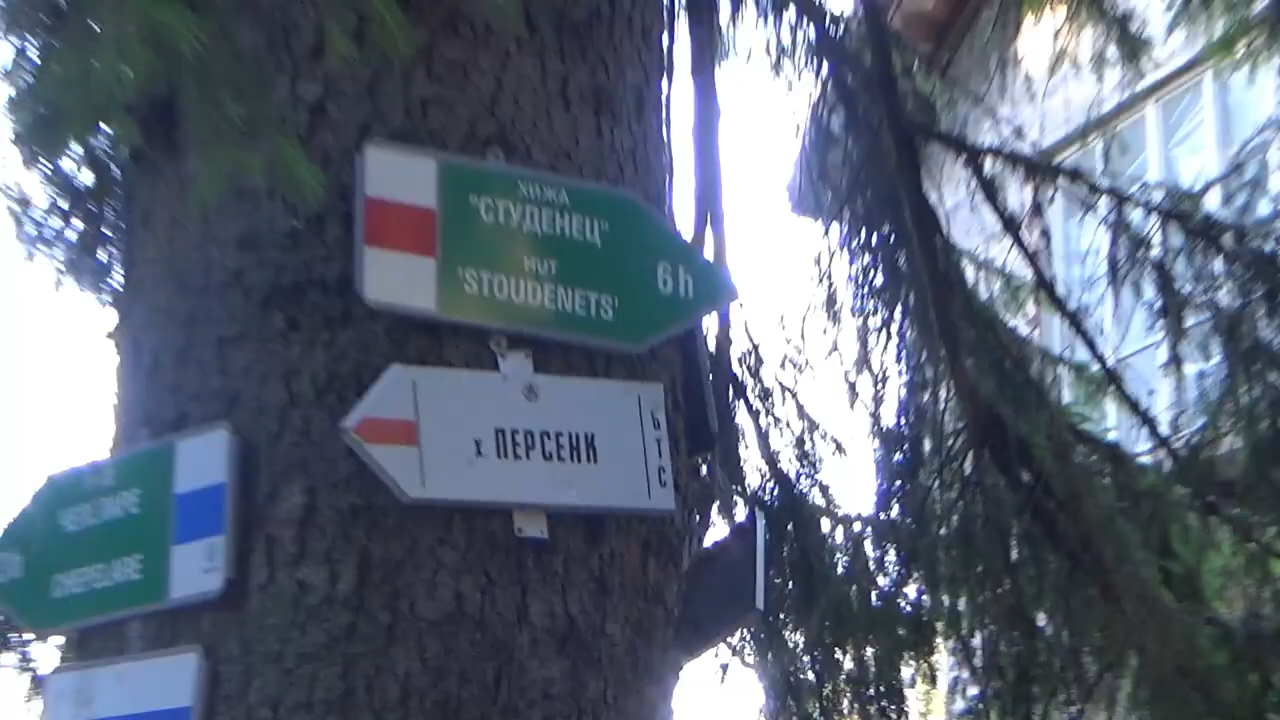 ХИЖА
"СТУДЕНЕЦ"
HUT
'STOUDENETS'
6 h
х. ПЕРСЕНК
БТС